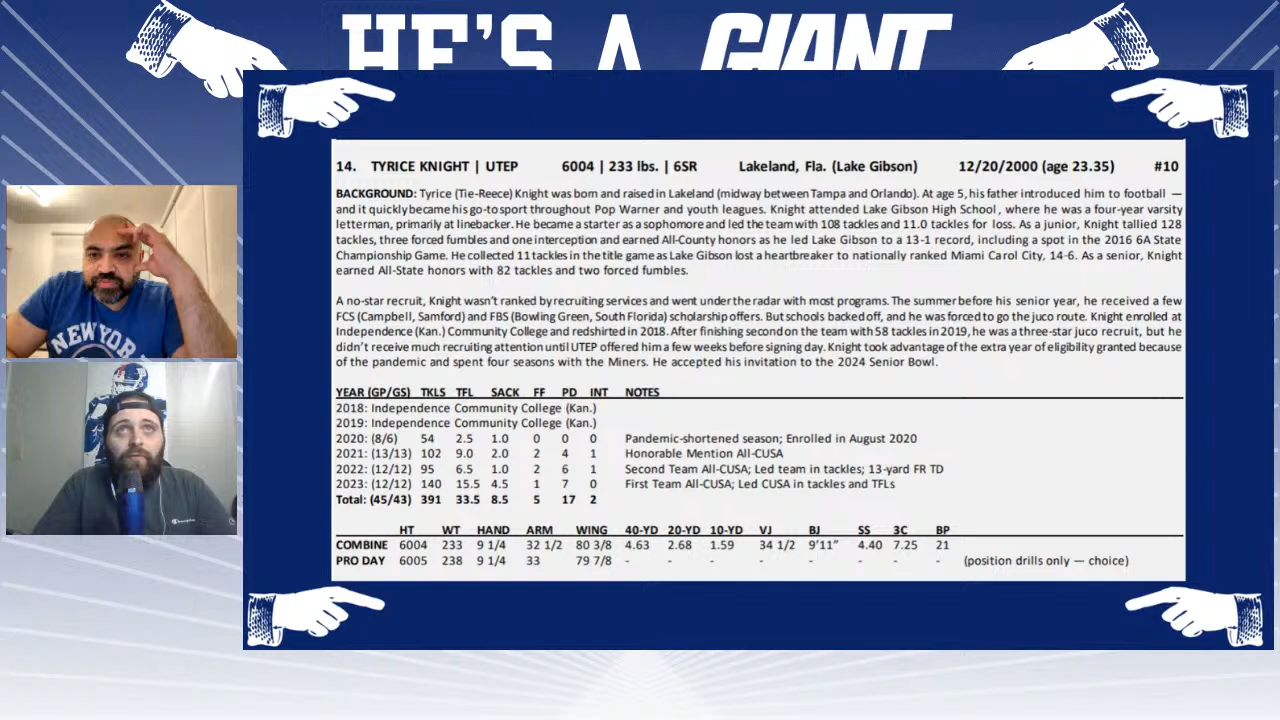 HE'S A GIANT
14. TYRICE KNIGHT | UTEP 6004 | 233 lbs. | 6SR Lakeland, Fla. (Lake Gibson) 12/20/2000 (age 23.35) #10
BACKGROUND: Tyrice (Tie-Reece) Knight was born and raised in Lakeland (midway between Tampa and Orlando). At age 5, his father introduced him to football —
and it quickly became his go-to sport throughout Pop Warner and youth leagues. Knight attended Lake Gibson High School, where he was a four-year varsity
letterman, primarily at linebacker. He became a starter as a sophomore and led the team with 108 tackles and 11.0 tackles for loss. As a junior, Knight tallied 128
tackles, three forced fumbles and one interception and earned All-County honors as he led Lake Gibson to a 13-1 record, including a spot in the 2016 6A State
Championship Game. He collected 11 tackles in the title game as Lake Gibson lost a heartbreaker to nationally ranked Miami Carol City, 14-6. As a senior, Knight
earned All-State honors with 82 tackles and two forced fumbles.
A no-star recruit, Knight wasn't ranked by recruiting services and went under the radar with most programs. The summer before his senior year, he received a few
FCS (Campbell, Samford) and FBS (Bowling Green, South Florida) scholarship offers. But schools backed off, and he was forced to go the juco route. Knight enrolled at
Independence (Kan.) Community College and redshirted in 2018. After finishing second on the team with 58 tackles in 2019, he was a three-star juco recruit, but he
didn't receive much recruiting attention until UTEP offered him a few weeks before signing day. Knight took advantage of the extra year of eligibility granted because
of the pandemic and spent four seasons with the Miners. He accepted his invitation to the 2024 Senior Bowl.
YEAR (GP/GS) TKLS TFL SACK FF PD INT NOTES
2018: Independence Community College (Kan.)
2019: Independence Community College (Kan.)
2020: (8/6) 54 2.5 1.0 0 0 0 Pandemic-shortened season; Enrolled in August 2020
2021: (13/13) 102 9.0 2.0 2 4 1 Honorable Mention All-CUSA
2022: (12/12) 95 6.5 1.0 2 6 1 Second Team All-CUSA; Led team in tackles; 13-yard FR TD
2023: (12/12) 140 15.5 4.5 1 7 0 First Team All-CUSA; Led CUSA in tackles and TFLs
Total: (45/43) 391 33.5 8.5 5 17 2
HT WT HAND ARM WING 40-YD 20-YD 10-YD VJ BJ SS 3C BP
COMBINE 6004 233 9 1/4 32 1/2 80 3/8 4.63 2.68 1.59 34 1/2 9'11" 4.40 7.25 21
PRO DAY 6005 238 9 1/4 33 79 7/8 - - - - - - - - (position drills only — choice)
NEW YORK
Champion